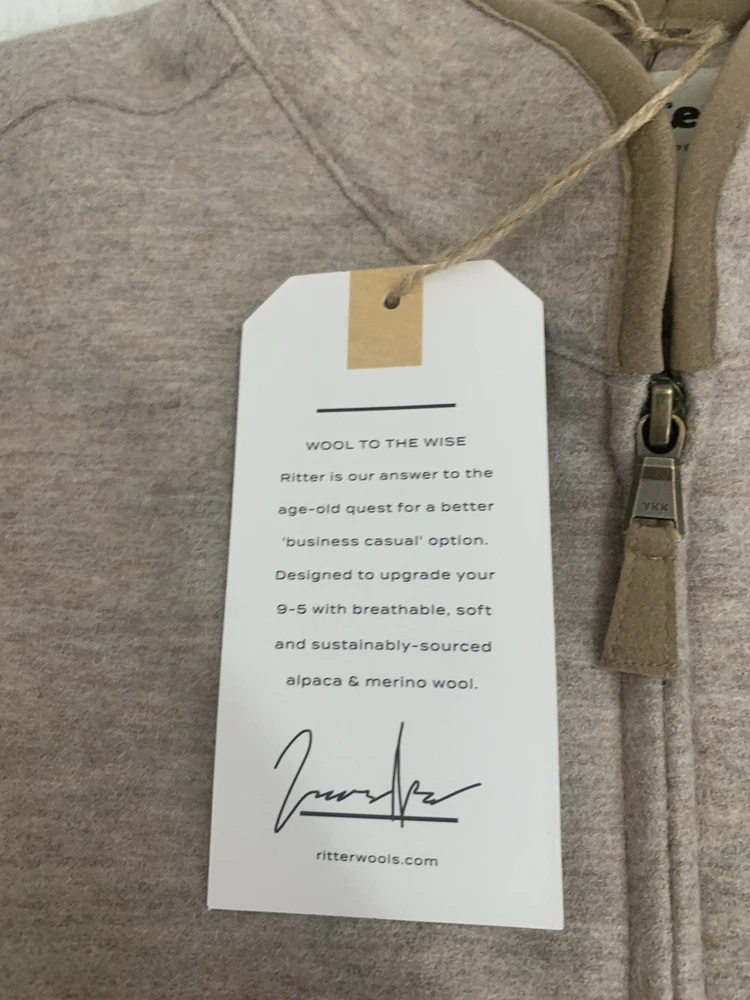 WOOL TO THE WISE
Ritter is our answer to the
age-old quest for a better
'business casual' option.
Designed to upgrade your
9-5 with breathable, soft
and sustainably-sourced
alpaca & merino wool.
ritterwools.com
YKK